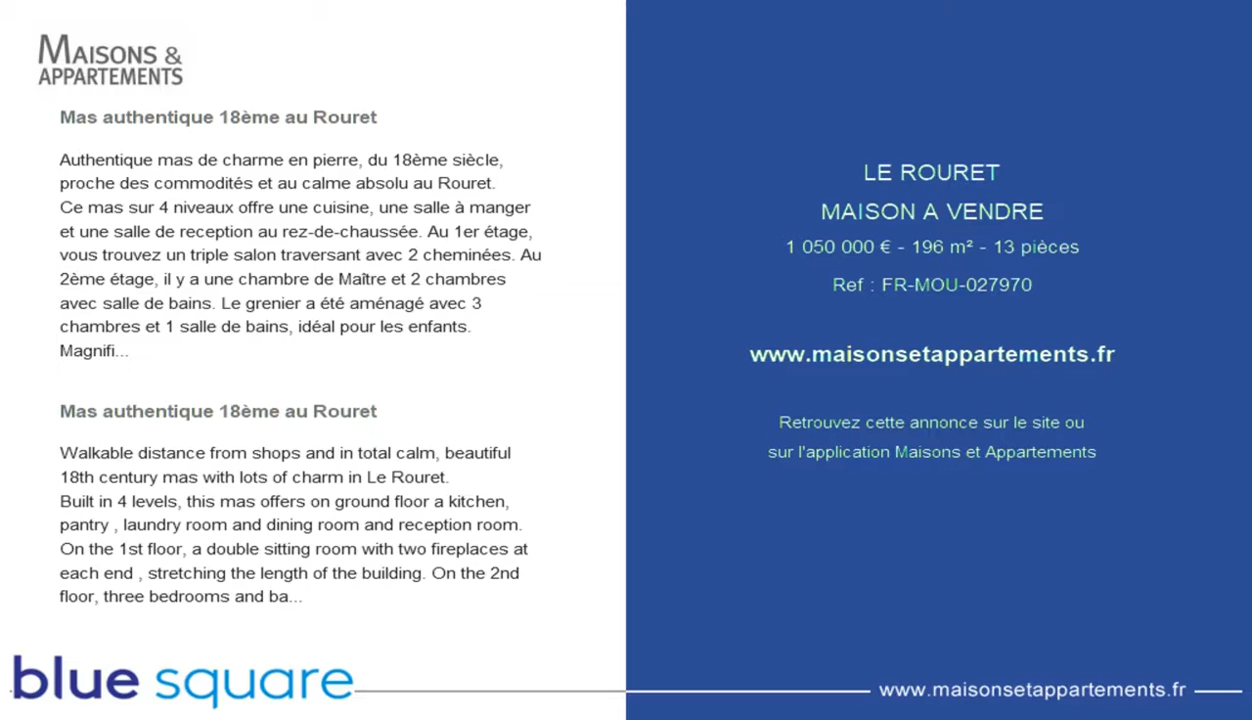 MAISONS &
APPARTEMENTS
Mas authentique 18ème au Rouret
Authentique mas de charme en pierre, du 18ème siècle,
proche des commodités et au calme absolu au Rouret.
Ce mas sur 4 niveaux offre une cuisine, une salle à manger
et une salle de reception au rez-de-chaussée. Au 1er étage,
vous trouvez un triple salon traversant avec 2 cheminées. Au
2ème étage, il y a une chambre de Maître et 2 chambres
avec salle de bains. Le grenier a été aménagé avec 3
chambres et 1 salle de bains, idéal pour les enfants.
Magnifi...
Mas authentique 18ème au Rouret
Walkable distance from shops and in total calm, beautiful
18th century mas with lots of charm in Le Rouret.
Built in 4 levels, this mas offers on ground floor a kitchen,
pantry , laundry room and dining room and reception room.
On the 1st floor, a double sitting room with two fireplaces at
each end , stretching the length of the building. On the 2nd
floor, three bedrooms and ba...
blue square
LE ROURET
MAISON A VENDRE
1 050 000 € - 196 m² - 13 pièces
Ref : FR-MOU-027970
www.maisonsetappartements.fr
Retrouvez cette annonce sur le site ou
sur l'application Maisons et Appartements
www.maisonsetappartements.fr